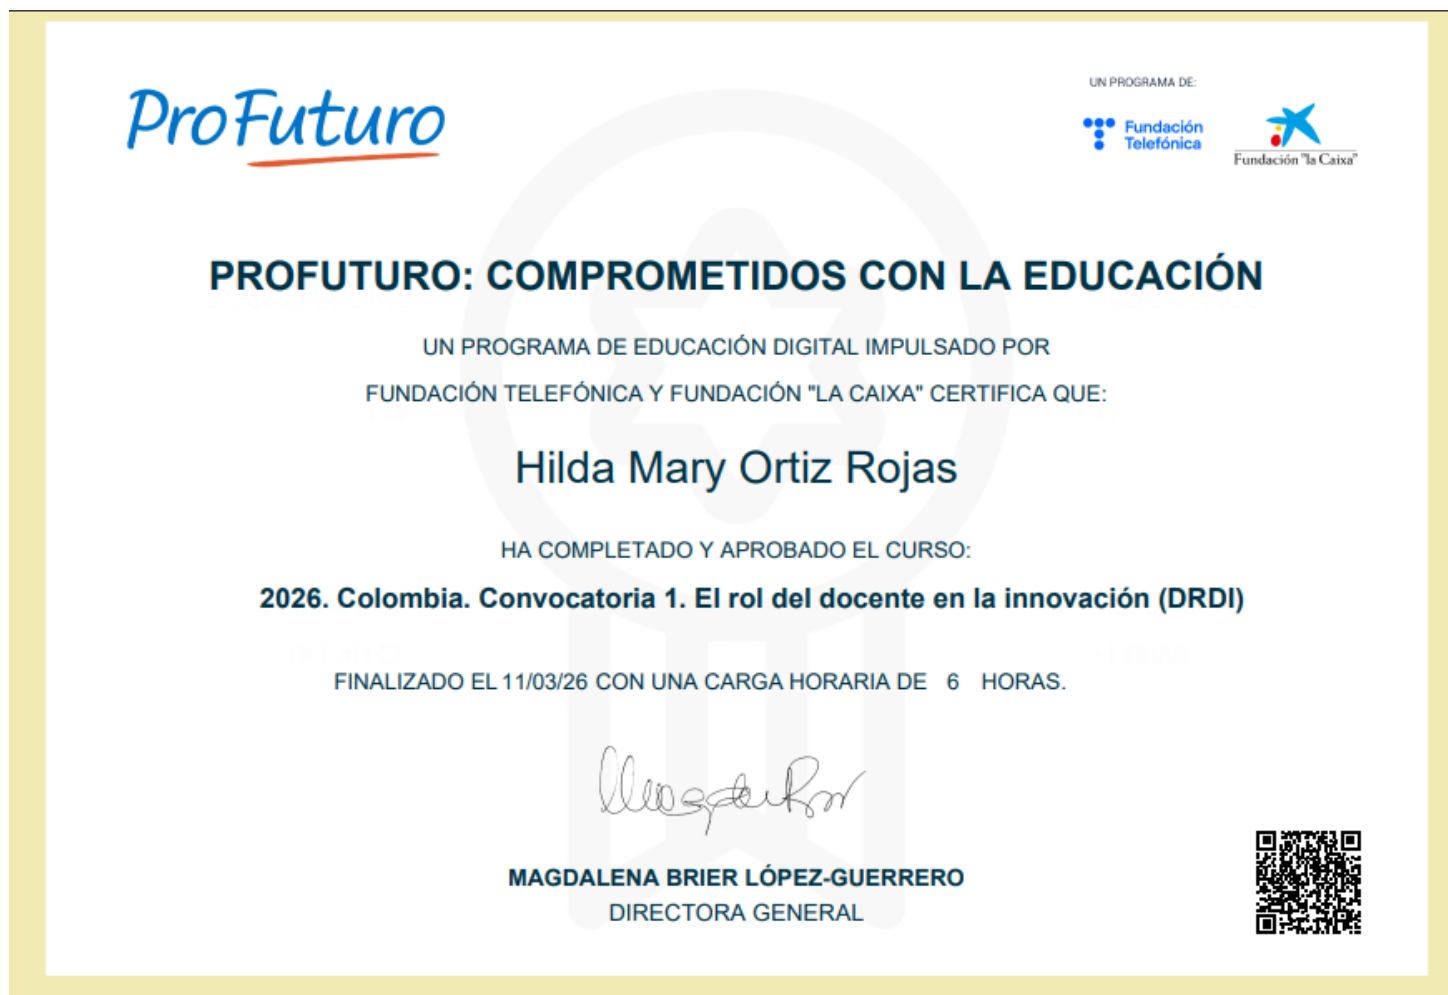 ProFuturo
UN PROGRAMA DE:
Fundación
Telefónica
Fundación "la Caixa"
PROFUTURO: COMPROMETIDOS CON LA EDUCACIÓN
UN PROGRAMA DE EDUCACIÓN DIGITAL IMPULSADO POR
FUNDACIÓN TELEFÓNICA Y FUNDACIÓN "LA CAIXA" CERTIFICA QUE:
Hilda Mary Ortiz Rojas
HA COMPLETADO Y APROBADO EL CURSO:
2026. Colombia. Convocatoria 1. El rol del docente en la innovación (DRDI)
FINALIZADO EL 11/03/26 CON UNA CARGA HORARIA DE 6 HORAS.
MAGDALENA BRIER LÓPEZ-GUERRERO
DIRECTORA GENERAL